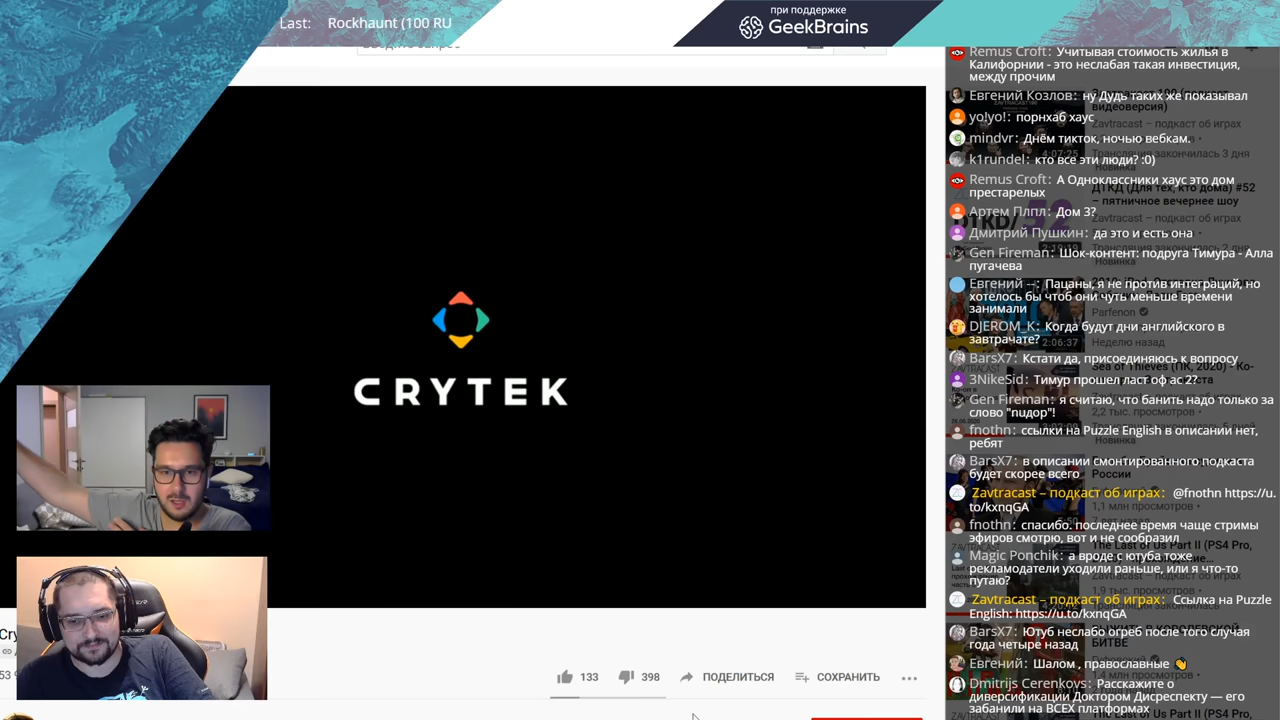 Last: Rockhaunt (100 RU
при поддержке
GeekBrains
CRYTEK
133
398
ПОДЕЛИТЬСЯ
СОХРАНИТЬ
Remus Croft: Учитывая стоимость жилья в
Калифорнии - это неслабая такая инвестиция,
между прочим
Евгений Козлов: ну Дудь таких же показывал
yo!yo!: порнхаб хаус
mindvr: Днём тикток, ночью вебкам.
k1rundel: кто все эти люди? :0)
Remus Croft: А Одноклассники хаус это дом
престарелых
Артем Плпл: Дом 3?
Дмитрий Пушкин: да это и есть она
Gen Fireman: Шок-контент: подруга Тимура - Алла
пугачева
Евгений --: Пацаны, я не против интеграций, но
хотелось бы чтоб они чуть меньше времени
занимали
DJEROM_K: Когда будут дни английского в
завтрачате?
BarsX7: Кстати да, присоединяюсь к вопросу
3NikeSid: Тимур прошел ласт оф ас 2?
Gen Fireman: я считаю, что банить надо только за
слово "пudop"!
fnothn: ссылки на Puzzle English в описании нет,
ребят
BarsX7: в описании смонтированного подкаста
будет скорее всего
Zavtracast – подкаст об играх: @fnothn https://u.
to/kxnqGA
fnothn: спасибо. последнее время чаще стримы
эфиров смотрю, вот и не сообразил
Magic Ponchik: а вроде с ютуба тоже
рекламодатели уходили раньше, или я что-то
путаю?
Zavtracast – подкаст об играх: Ссылка на Puzzle
English: https://u.to/kxnqGA
BarsX7: Ютуб неслабо огреб после того случая
года четыре назад
Евгений: Шалом , православные 👋
Dmitrijs Cerenkovs: Расскажите о
диверсификации Доктором Дисреспекту — его
забанили на ВСЕХ платформах